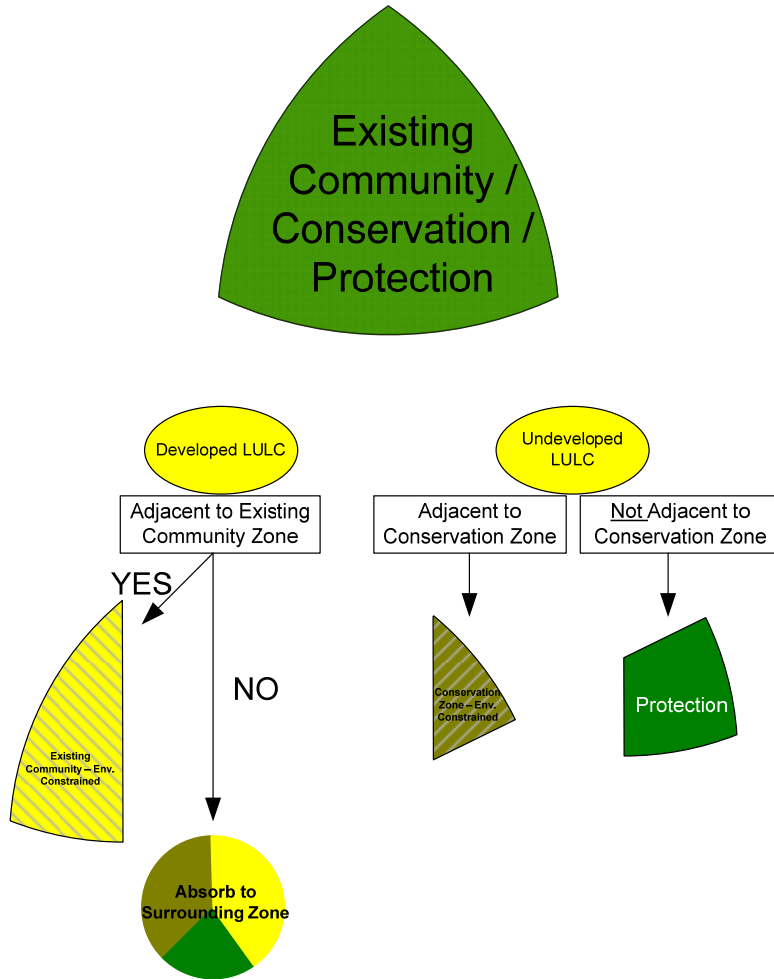 Existing
Community /
Conservation /
Protection
Developed LULC
Undeveloped
LULC
Adjacent to Existing
Community Zone
Adjacent to
Conservation Zone
Not Adjacent to
Conservation Zone
YES
NO
Existing
Community – Env.
Constrained
Conservation
Zone – Env.
Constrained
Protection
Absorb to
Surrounding Zone